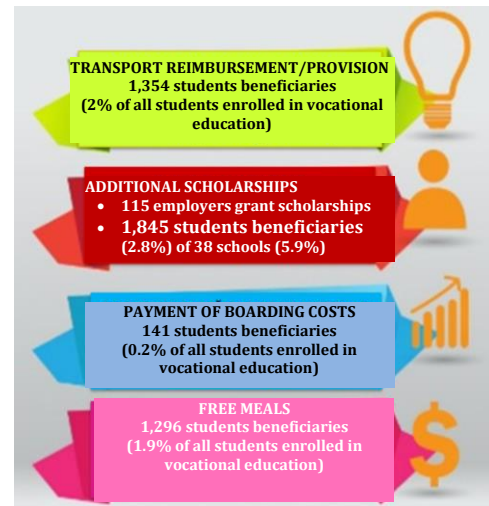 TRANSPORT REIMBURSEMENT/PROVISION
1,354 students beneficiaries
(2% of all students enrolled in vocational
education)
ADDITIONAL SCHOLARSHIPS
• 115 employers grant scholarships
• 1,845 students beneficiaries
(2.8%) of 38 schools (5.9%)
PAYMENT OF BOARDING COSTS
141 students beneficiaries
(0.2% of all students enrolled in
vocational education)
FREE MEALS
1,296 students beneficiaries
(1.9% of all students enrolled in
vocational education)
$